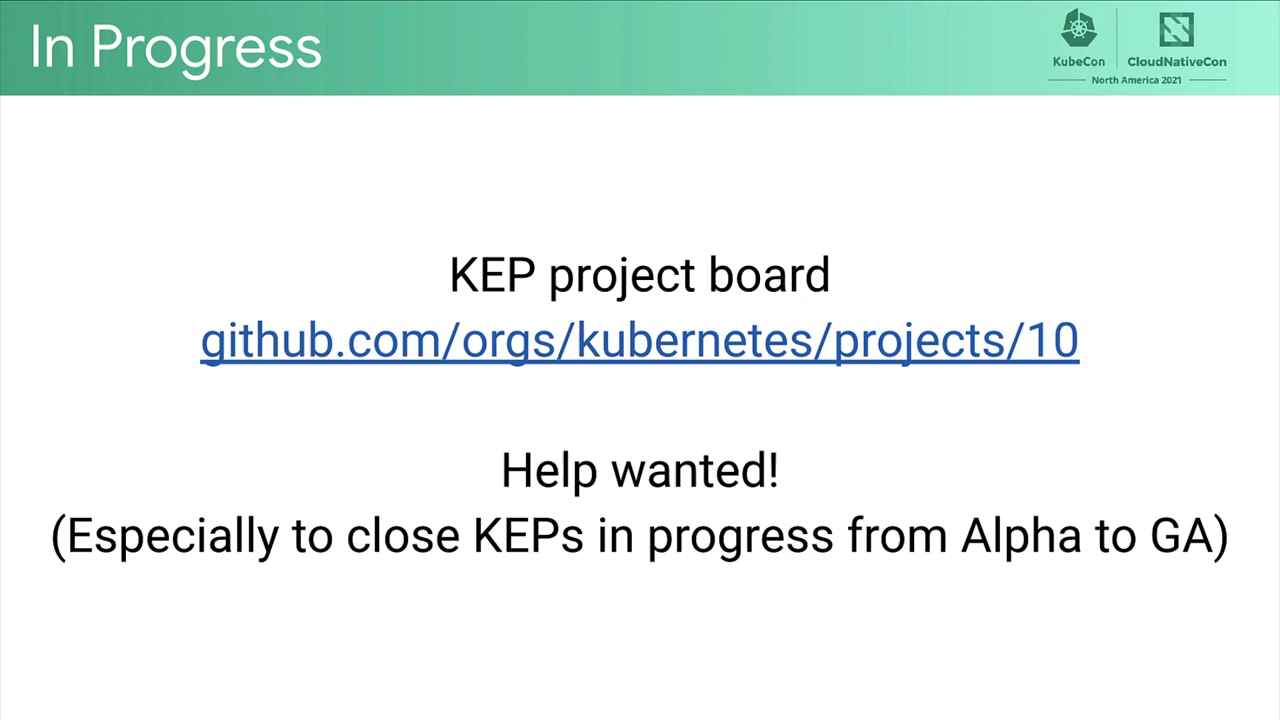 In Progress
KubeCon
CloudNativeCon
North America 2021
KEP project board
github.com/orgs/kubernetes/projects/10
Help wanted!
(Especially to close KEPs in progress from Alpha to GA)